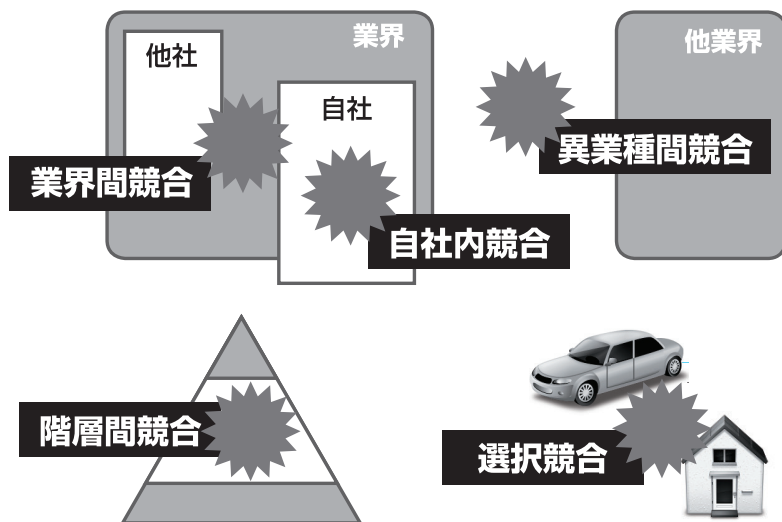 業界
他業界
他社
自社
業界間競合
異業種間競合
自社内競合
階層間競合
選択競合